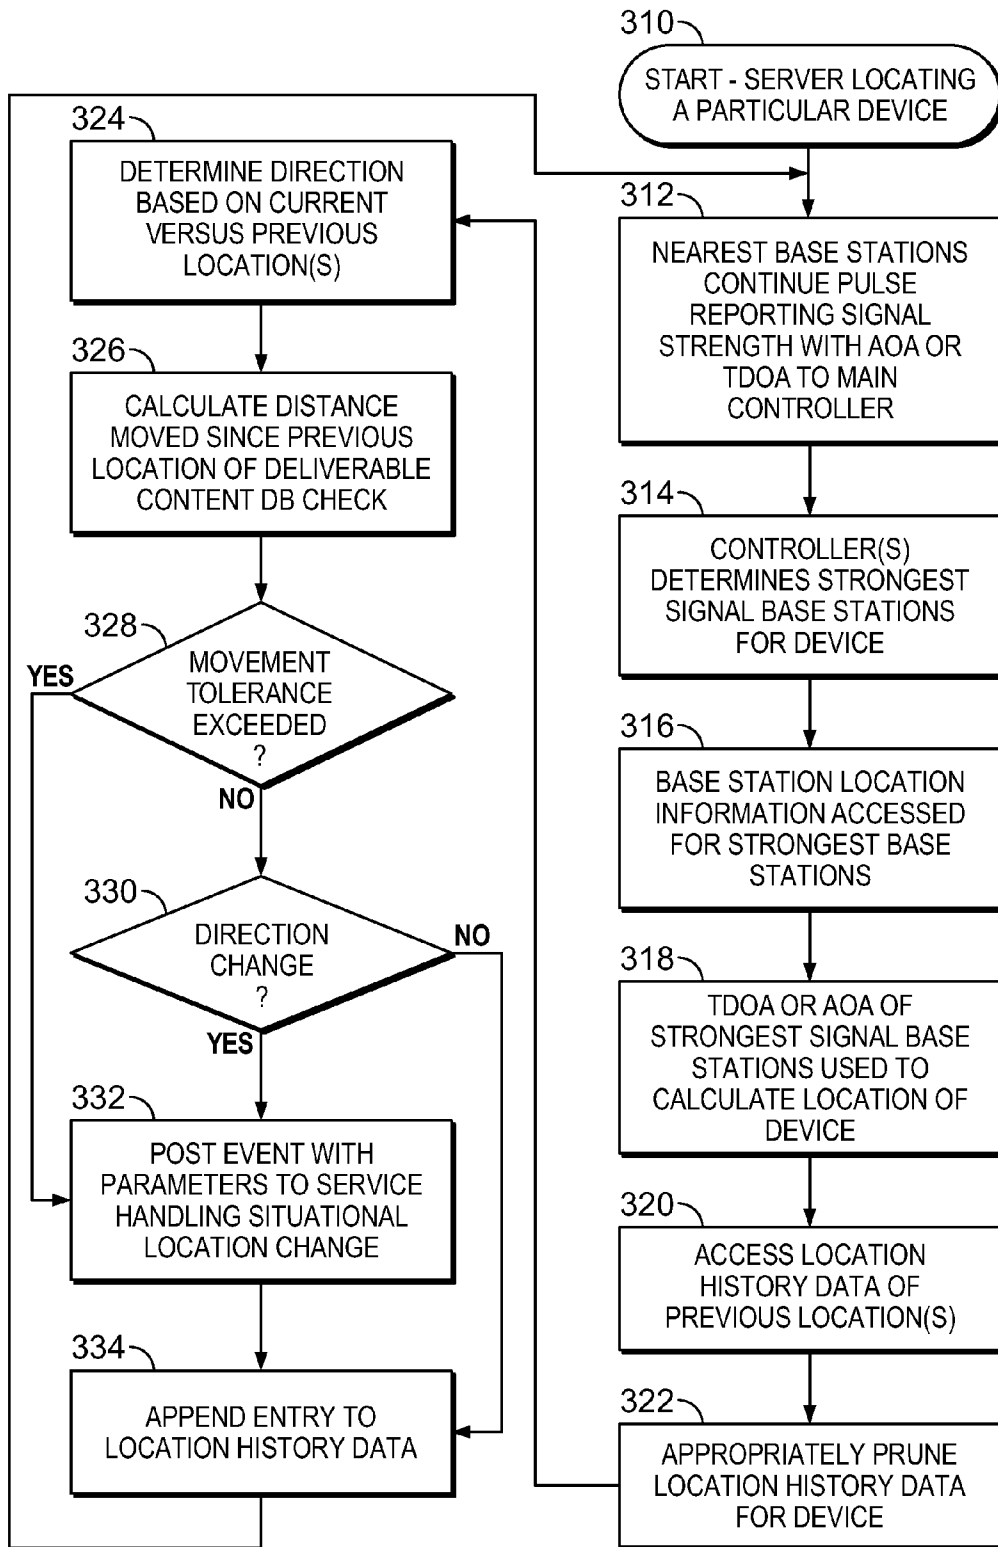 310
START - SERVER LOCATING
A PARTICULAR DEVICE
312
NEAREST BASE STATIONS
CONTINUE PULSE
REPORTING SIGNAL
STRENGTH WITH AOA OR
TDOA TO MAIN
CONTROLLER
314
CONTROLLER(S)
DETERMINES STRONGEST
SIGNAL BASE STATIONS
FOR DEVICE
316
BASE STATION LOCATION
INFORMATION ACCESSED
FOR STRONGEST BASE
STATIONS
318
TDOA OR AOA OF
STRONGEST SIGNAL BASE
STATIONS USED TO
CALCULATE LOCATION OF
DEVICE
320
ACCESS LOCATION
HISTORY DATA OF
PREVIOUS LOCATION(S)
322
APPROPRIATELY PRUNE
LOCATION HISTORY DATA
FOR DEVICE
324
DETERMINE DIRECTION
BASED ON CURRENT
VERSUS PREVIOUS
LOCATION(S)
326
CALCULATE DISTANCE
MOVED SINCE PREVIOUS
LOCATION OF DELIVERABLE
CONTENT DB CHECK
328
YES
MOVEMENT
TOLERANCE
EXCEEDED
?
NO
330
DIRECTION
CHANGE
?
NO
YES
332
POST EVENT WITH
PARAMETERS TO SERVICE
HANDLING SITUATIONAL
LOCATION CHANGE
334
APPEND ENTRY TO
LOCATION HISTORY DATA